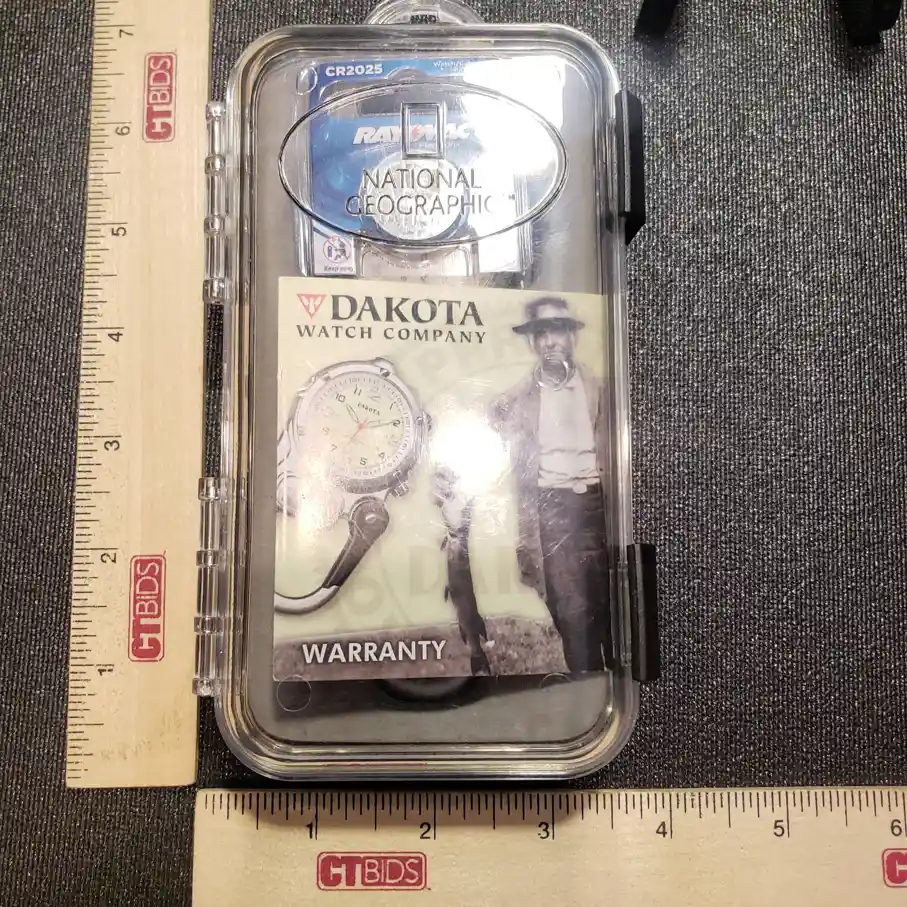 CR2025
RAYOVAC
NATIONAL
GEOGRAPHIC
DAKOTA
WATCH COMPANY
DAKOTA
WARRANTY
7
6
5
4
3
2
1
CTBIDS
CTBIDS
1
2
3
4
5
6
CTBIDS